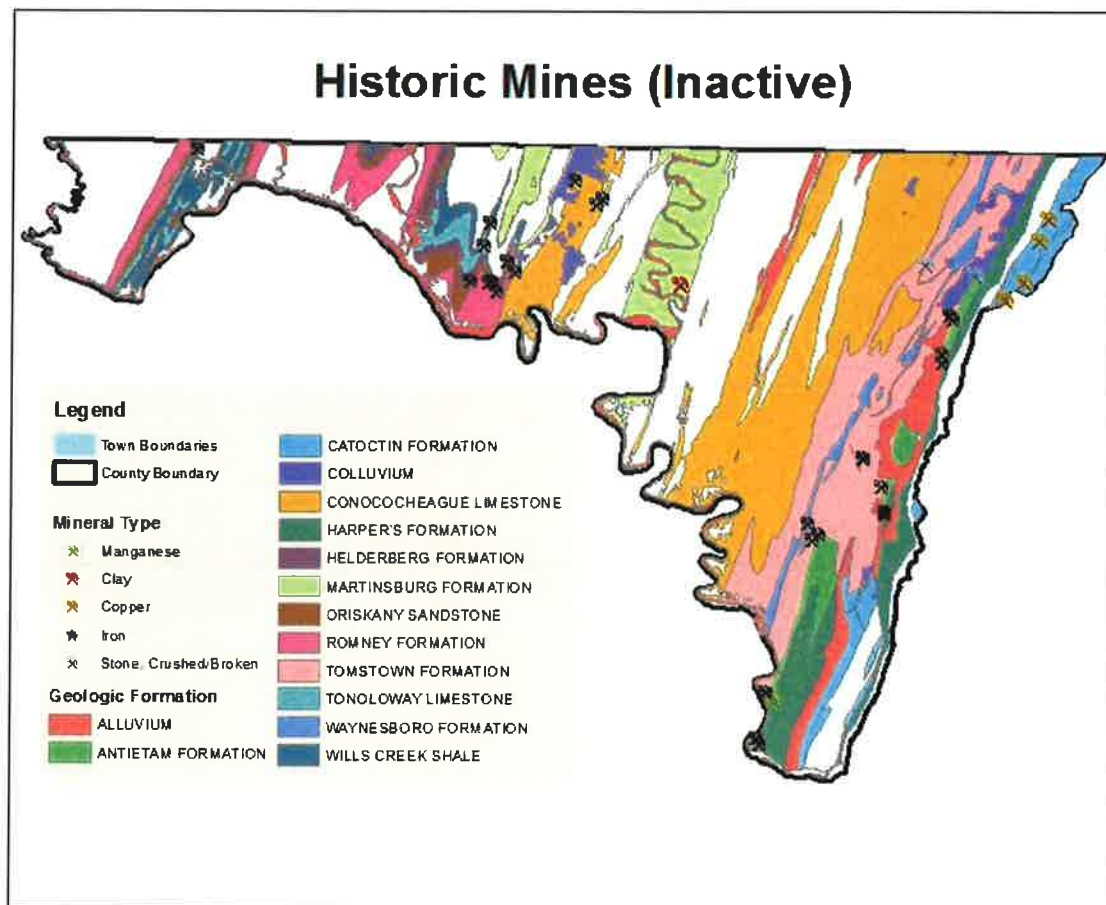 Historic Mines (Inactive)
Legend
Town Boundaries
County Boundary
Mineral Type
Manganese
Clay
Copper
Iron
Stone, Crushed/Broken
Geologic Formation
ALLUVIUM
ANTIETAM FORMATION
CATOCTIN FORMATION
COLLUVIUM
CONOCOCHEAGUE LIMESTONE
HARPER'S FORMATION
HELDERBERG FORMATION
MARTINSBURG FORMATION
ORISKANY SANDSTONE
ROMNEY FORMATION
TOMSTOWN FORMATION
TONOLOWAY LIMESTONE
WAYNESBORO FORMATION
WILLS CREEK SHALE